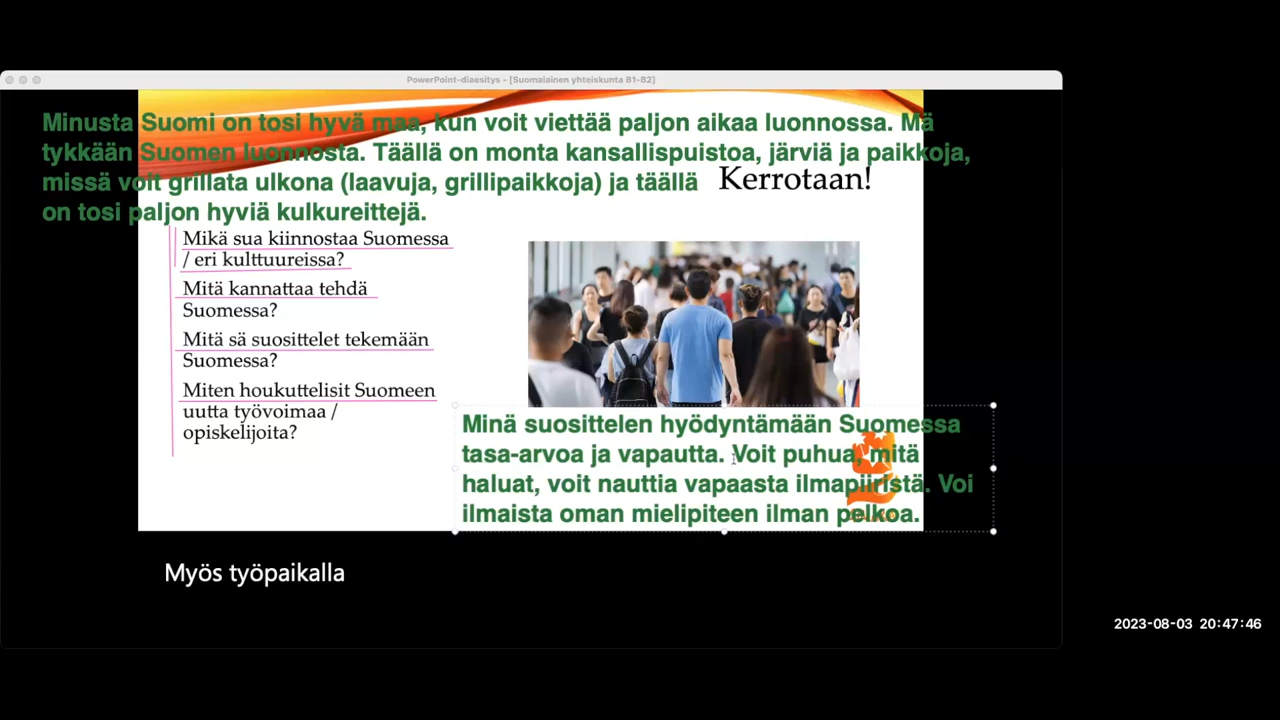 PowerPoint-diaesitys - [Suomalainen yhteiskunta B1-B2]
Minusta Suomi on tosi hyvä maa, kun voit viettää paljon aikaa luonnossa. Mä
tykkään Suomen luonnosta. Täällä on monta kansallispuistoa, järviä ja paikkoja,
missä voit grillata ulkona (laavuja, grillipaikkoja) ja täällä
on tosi paljon hyviä kulkureittejä.
Kerrotaan!
Mikä sua kiinnostaa Suomessa
/ eri kulttuureissa?
Mitä kannattaa tehdä
Suomessa?
Mitä sä suosittelet tekemään
Suomessa?
Miten houkuttelisit Suomeen
uutta työvoimaa /
opiskelijoita?
Minä suosittelen hyödyntämään Suomessa
tasa-arvoa ja vapautta. Voit puhua, mitä
haluat, voit nauttia vapaasta ilmapiiristä. Voi
ilmaista oman mielipiteen ilman pelkoa.
Myös työpaikalla
2023-08-03 20:47:46